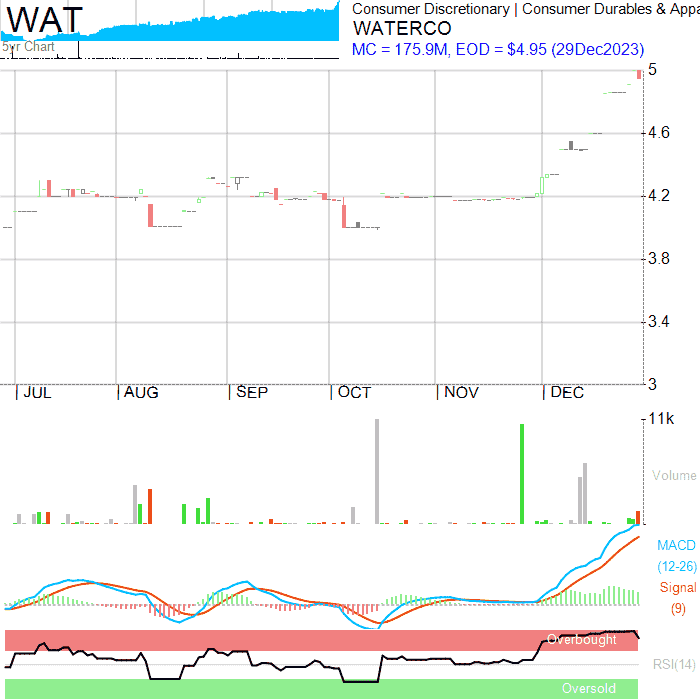 WAT
5yr Chart
Consumer Discretionary | Consumer Durables & Appa
WATERCO
MC = 175.9M, EOD = $4.95 (29Dec2023)
5
4.6
4.2
3.8
3.4
3
JUL
AUG
SEP
OCT
NOV
DEC
11k
Volume
MACD
(12-26)
Signal
(9)
Overbought
RSI(14)
Oversold